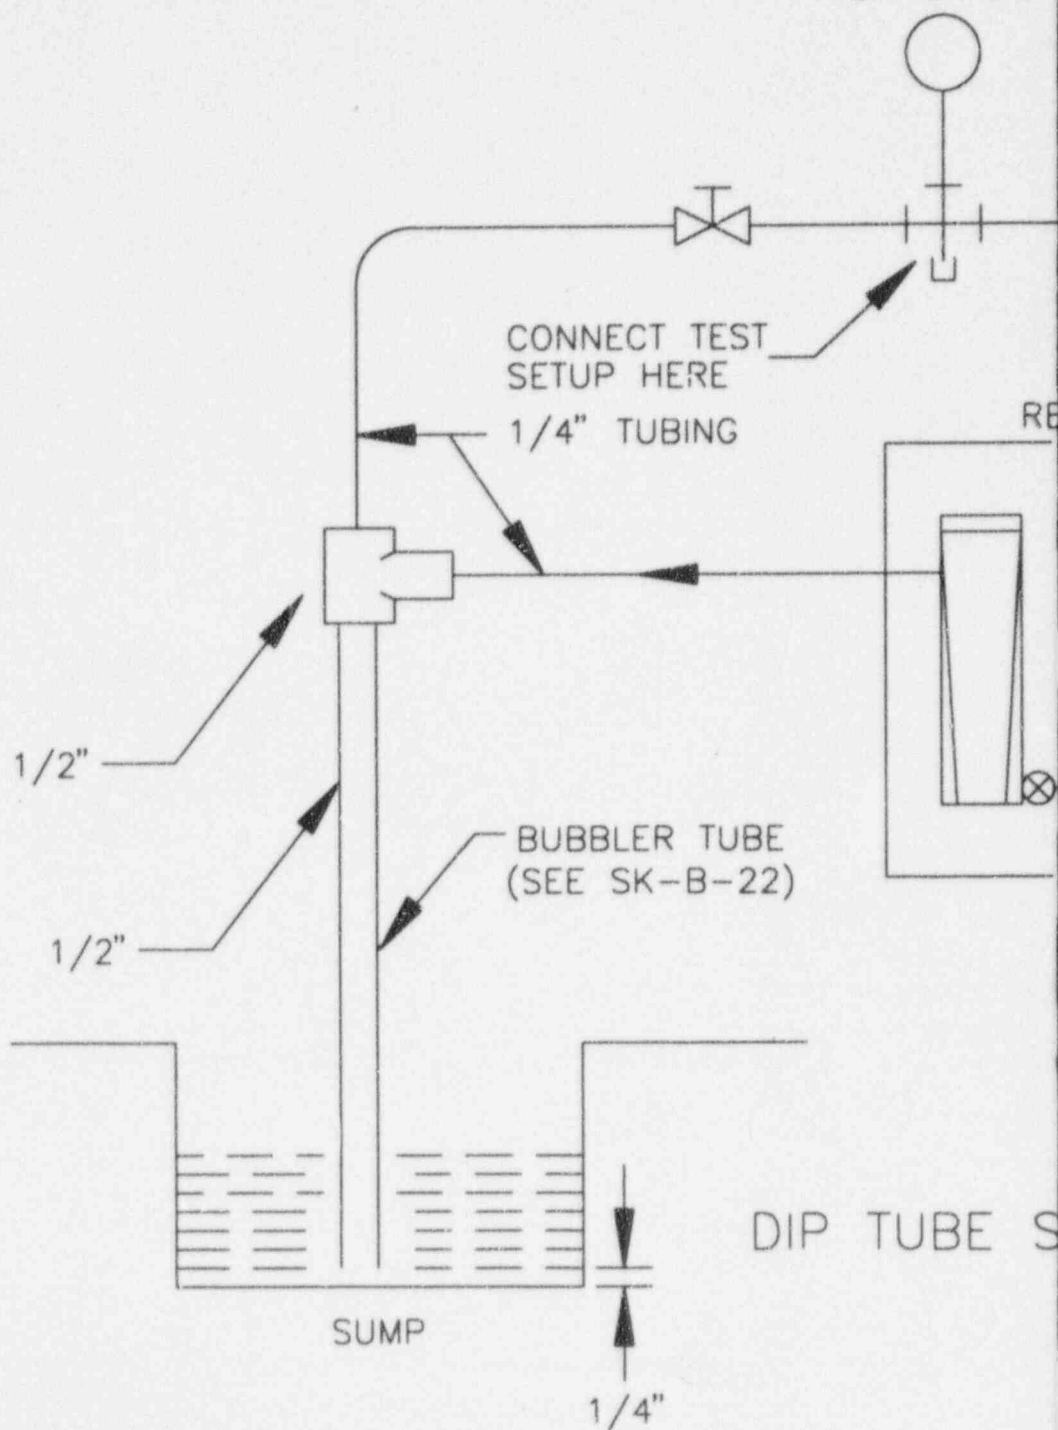 CONNECT TEST
SETUP HERE
1/4" TUBING
RE
1/2"
BUBBLER TUBE
(SEE SK-B-22)
1/2"
DIP TUBE S
SUMP
1/4"